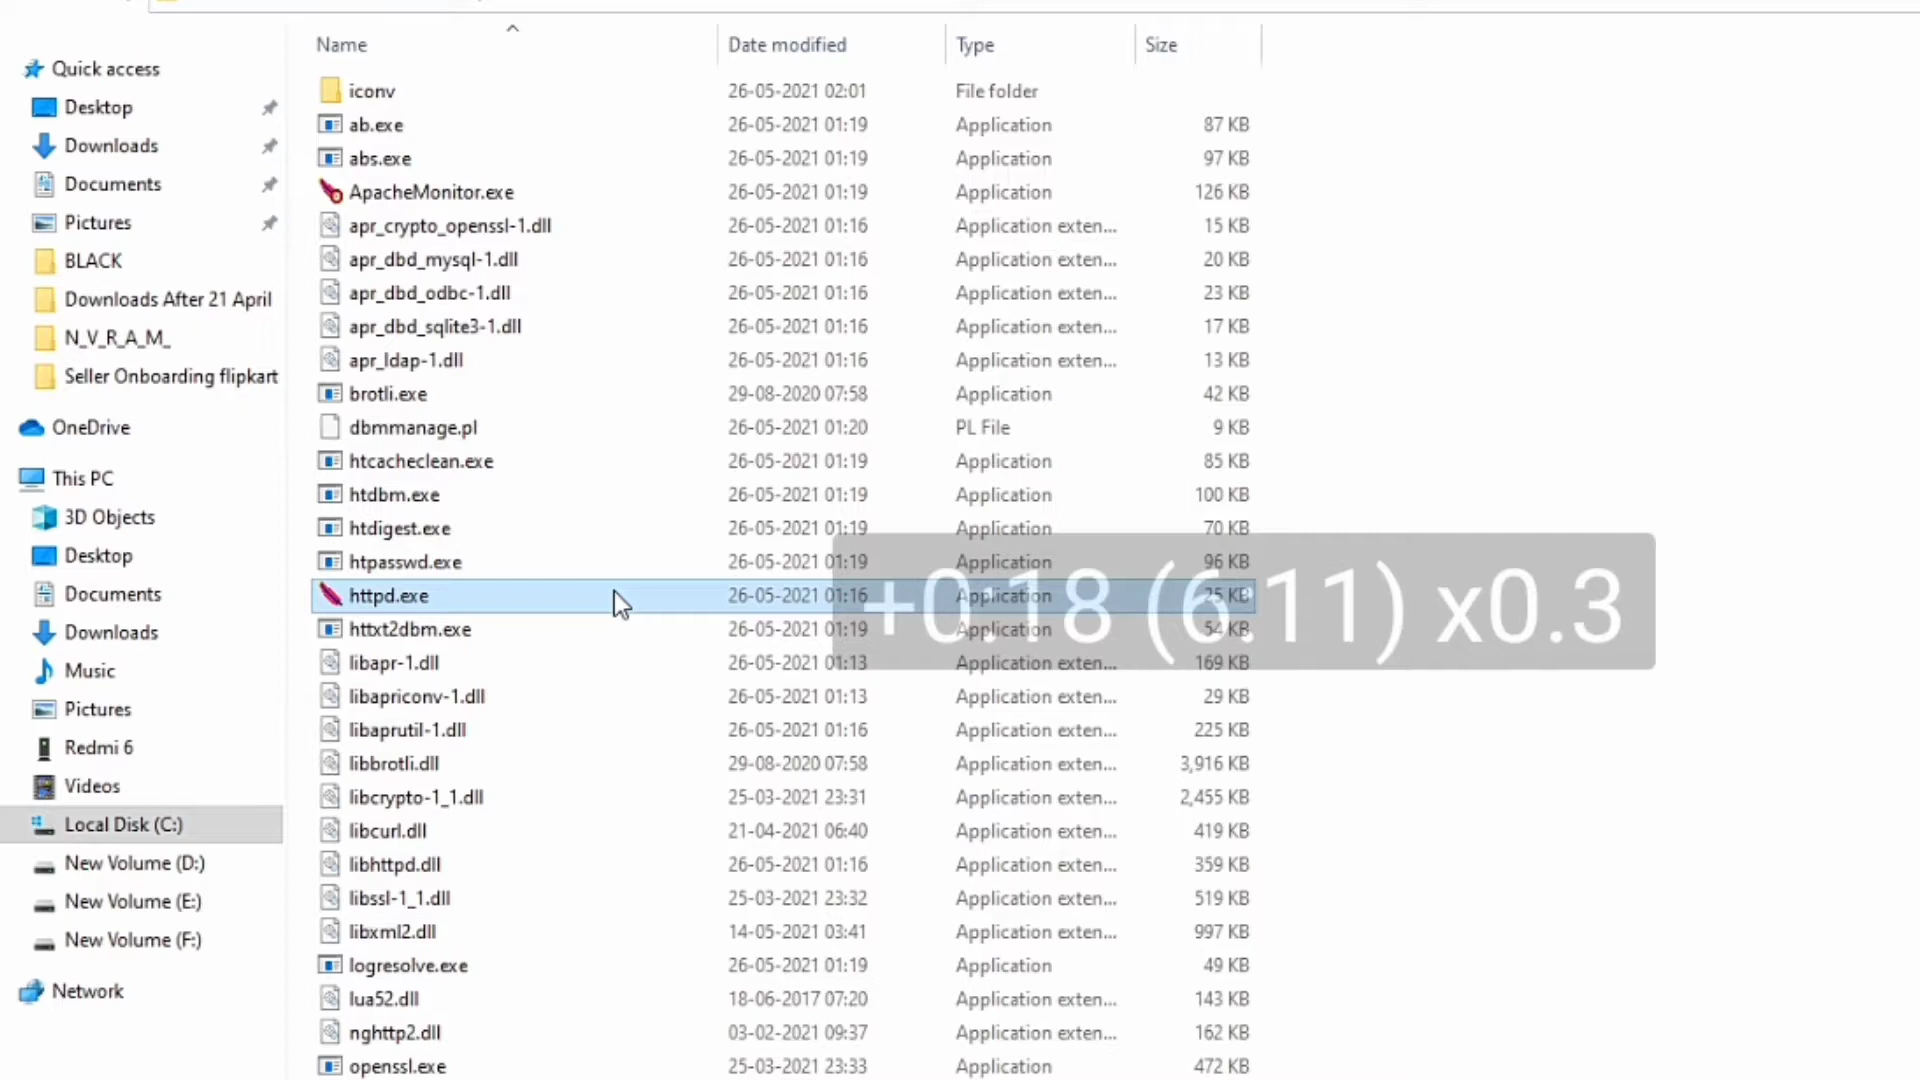 Name Date modified Type Size
Quick access
Desktop
Downloads
Documents
Pictures
BLACK
Downloads After 21 April
N_V_R_A_M_
Seller Onboarding flipkart
OneDrive
This PC
3D Objects
Desktop
Documents
Downloads
Music
Pictures
Redmi 6
Videos
Local Disk (C:)
New Volume (D:)
New Volume (E:)
New Volume (F:)
Network
iconv 26-05-2021 02:01 File folder
ab.exe 26-05-2021 01:19 Application 87 KB
abs.exe 26-05-2021 01:19 Application 97 KB
ApacheMonitor.exe 26-05-2021 01:19 Application 126 KB
apr_crypto_openssl-1.dll 26-05-2021 01:16 Application exten... 15 KB
apr_dbd_mysql-1.dll 26-05-2021 01:16 Application exten... 20 KB
apr_dbd_odbc-1.dll 26-05-2021 01:16 Application exten... 23 KB
apr_dbd_sqlite3-1.dll 26-05-2021 01:16 Application exten... 17 KB
apr_ldap-1.dll 26-05-2021 01:16 Application exten... 13 KB
brotli.exe 29-08-2020 07:58 Application 42 KB
dbmmanage.pl 26-05-2021 01:20 PL File 9 KB
htcacheclean.exe 26-05-2021 01:19 Application 85 KB
htdbm.exe 26-05-2021 01:19 Application 100 KB
htdigest.exe 26-05-2021 01:19 Application 70 KB
htpasswd.exe 26-05-2021 01:19 Application 96 KB
httpd.exe 26-05-2021 01:16 Application 25 KB
+0:18 (6:11) x0.3
httxt2dbm.exe 26-05-2021 01:19 Application 54 KB
libapr-1.dll 26-05-2021 01:13 Application exten... 169 KB
libapriconv-1.dll 26-05-2021 01:13 Application exten... 29 KB
libaprutil-1.dll 26-05-2021 01:16 Application exten... 225 KB
libbrotli.dll 29-08-2020 07:58 Application exten... 3,916 KB
libcrypto-1_1.dll 25-03-2021 23:31 Application exten... 2,455 KB
libcurl.dll 21-04-2021 06:40 Application exten... 419 KB
libhttpd.dll 26-05-2021 01:16 Application exten... 359 KB
libssl-1_1.dll 25-03-2021 23:32 Application exten... 519 KB
libxml2.dll 14-05-2021 03:41 Application exten... 997 KB
logresolve.exe 26-05-2021 01:19 Application 49 KB
lua52.dll 18-06-2017 07:20 Application exten... 143 KB
nghttp2.dll 03-02-2021 09:37 Application exten... 162 KB
openssl.exe 25-03-2021 23:33 Application 472 KB